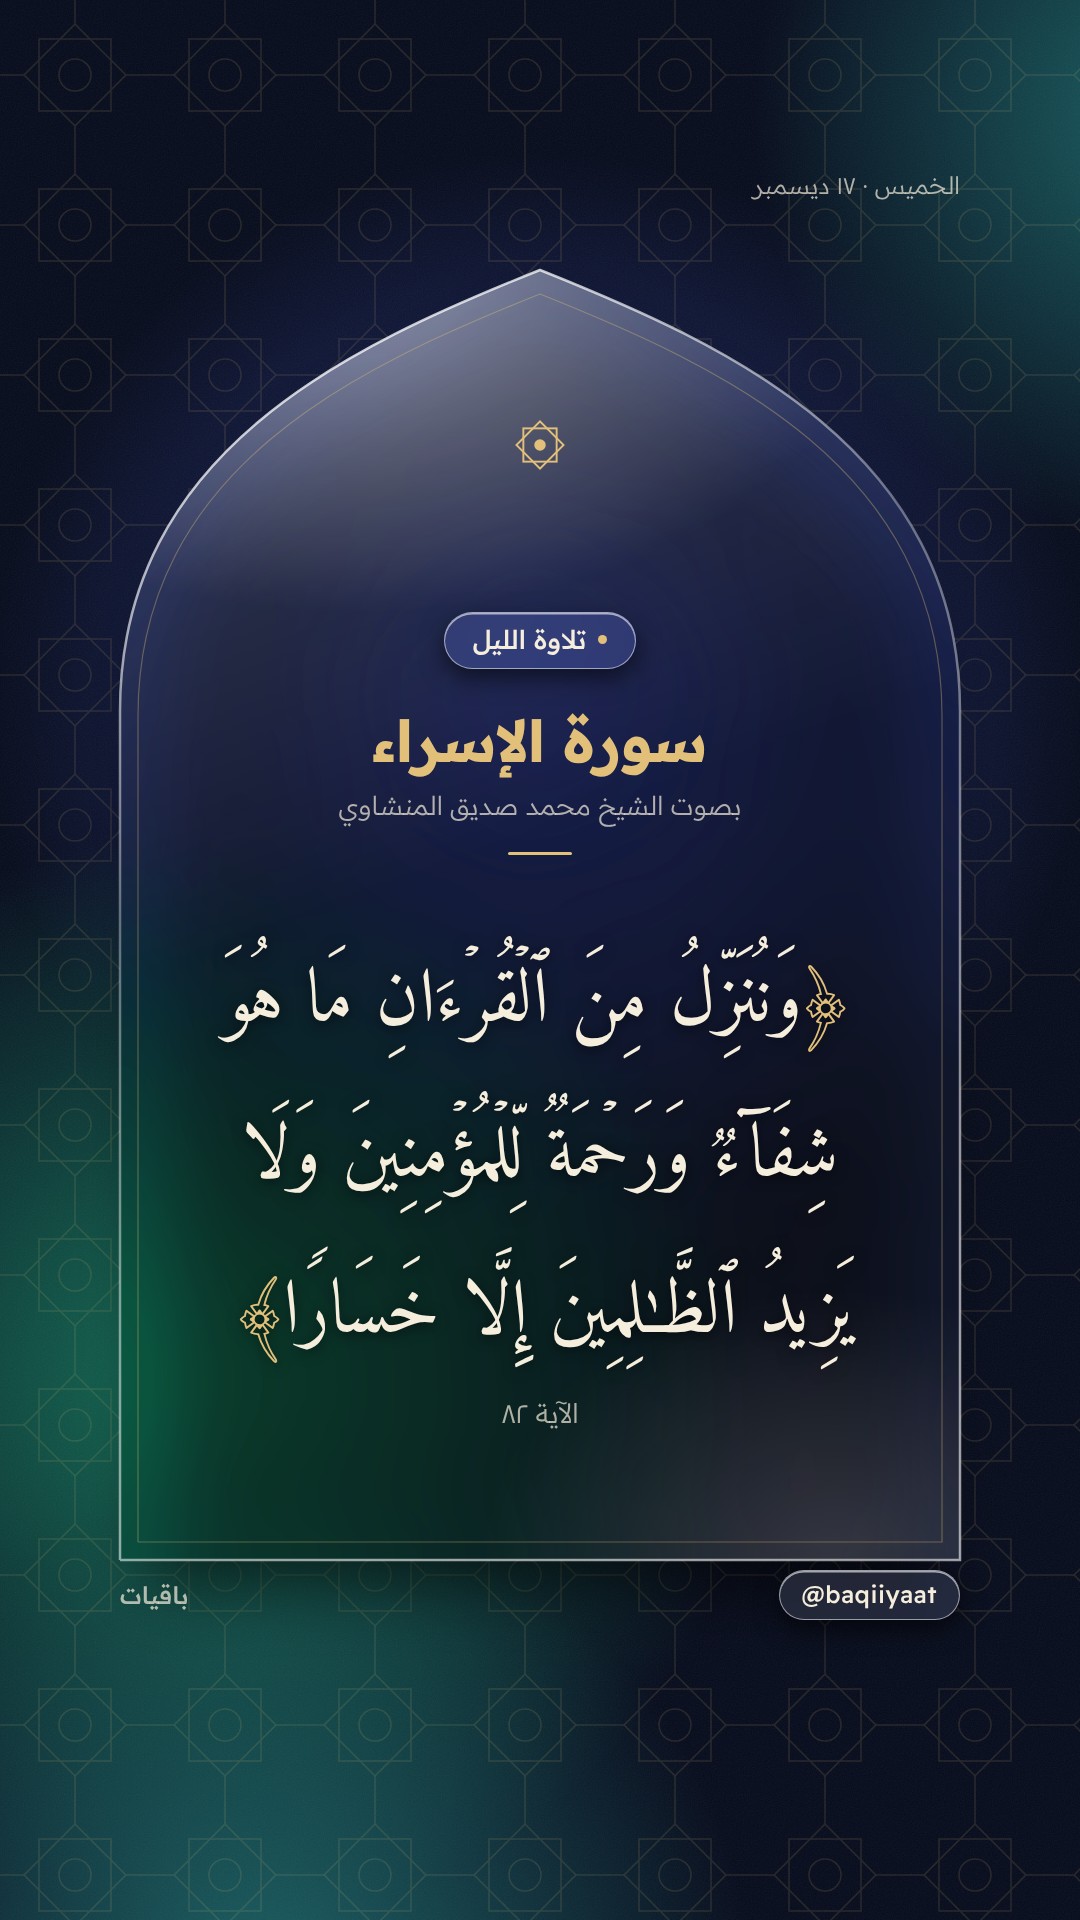 الخميس · ١٧ ديسمبر
تلاوة الليل
سورة الإسراء
بصوت الشيخ محمد صديق المنشاوي
﴿وَنُنَزِّلُ مِنَ ٱلۡقُرۡءَانِ مَا هُوَ
شِفَآءٞ وَرَحۡمَةٞ لِّلۡمُؤۡمِنِينَ وَلَا
يَزِيدُ ٱلظَّٰلِمِينَ إِلَّا خَسَارٗا﴾
الآية ٨٢
@baqiiyaat
باقيات